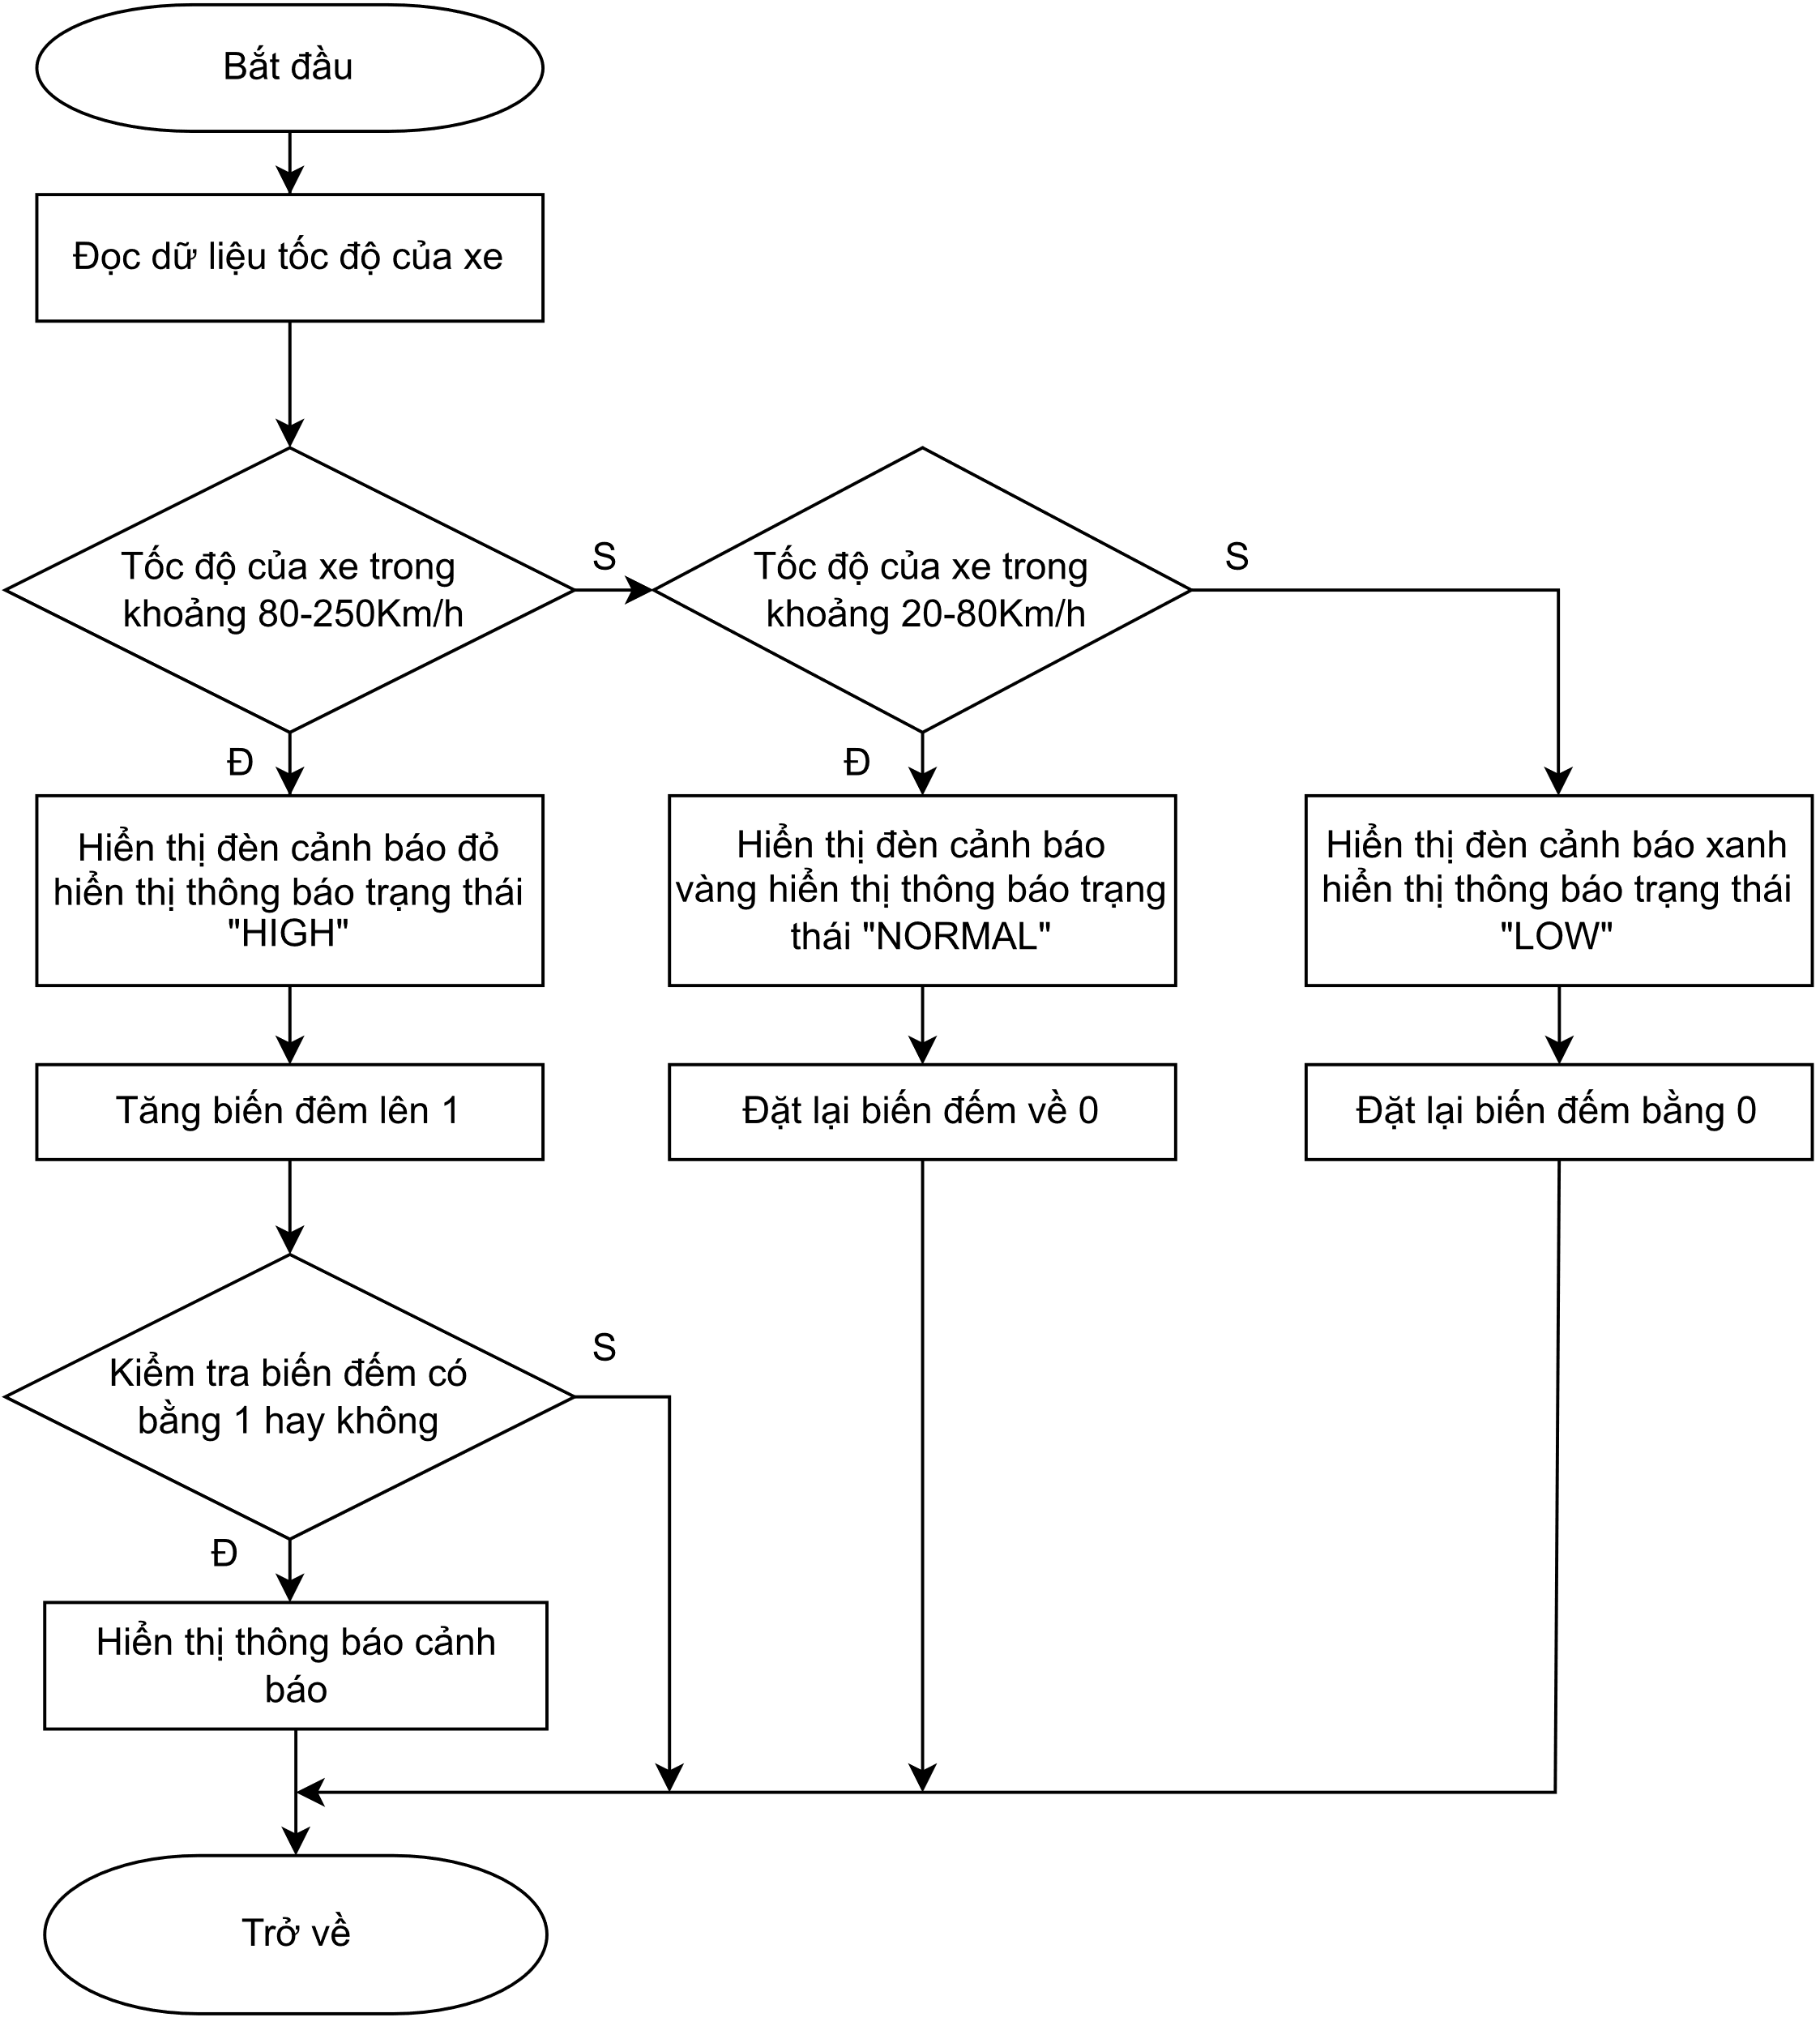 Bắt đầu
Đọc dữ liệu tốc độ của xe
Tốc độ của xe trong
khoảng 80-250Km/h
S
Tốc độ của xe trong
khoảng 20-80Km/h
S
Đ
Đ
Hiển thị đèn cảnh báo đỏ
hiển thị thông báo trạng thái
"HIGH"
Hiển thị đèn cảnh báo
vàng hiển thị thông báo trạng
thái "NORMAL"
Hiển thị đèn cảnh báo xanh
hiển thị thông báo trạng thái
"LOW"
Tăng biến đêm lên 1
Đặt lại biến đếm về 0
Đặt lại biến đếm bằng 0
Kiểm tra biến đếm có
bằng 1 hay không
S
Đ
Hiển thị thông báo cảnh
báo
Trở về